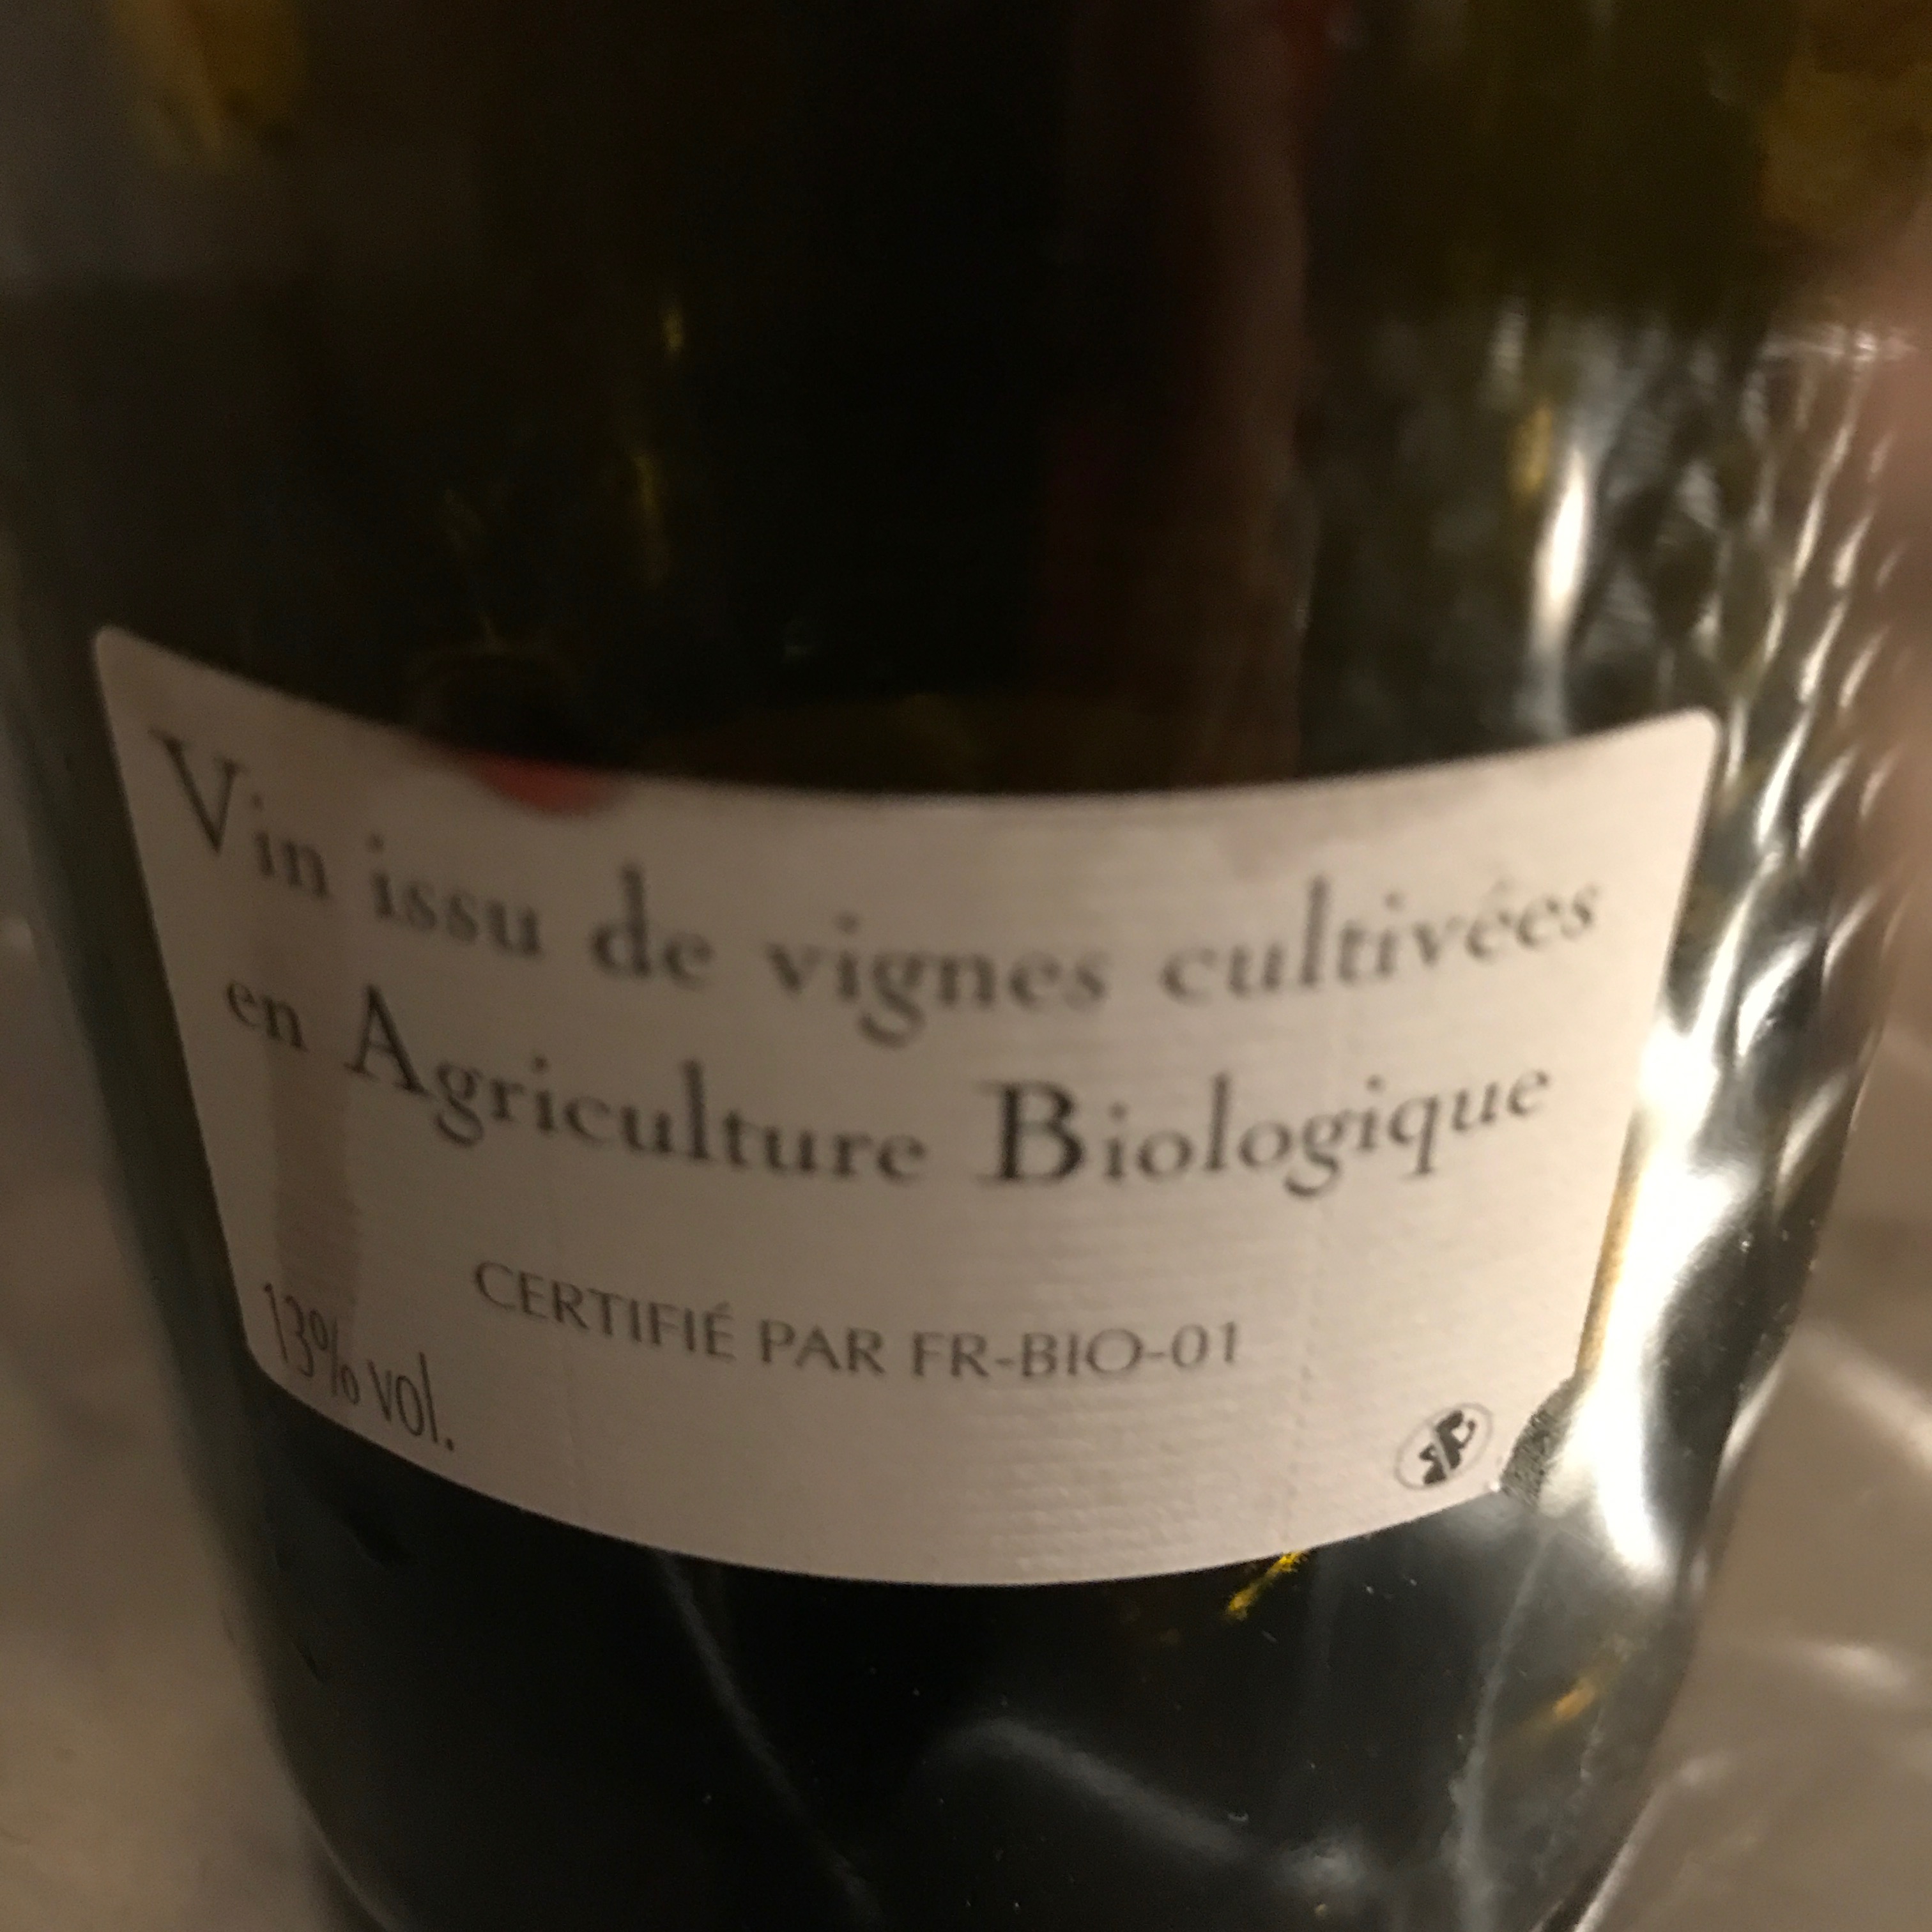 Vin issu de vignes cultivées
en Agriculture Biologique
CERTIFIÉ PAR FR-BIO-01
13% vol.